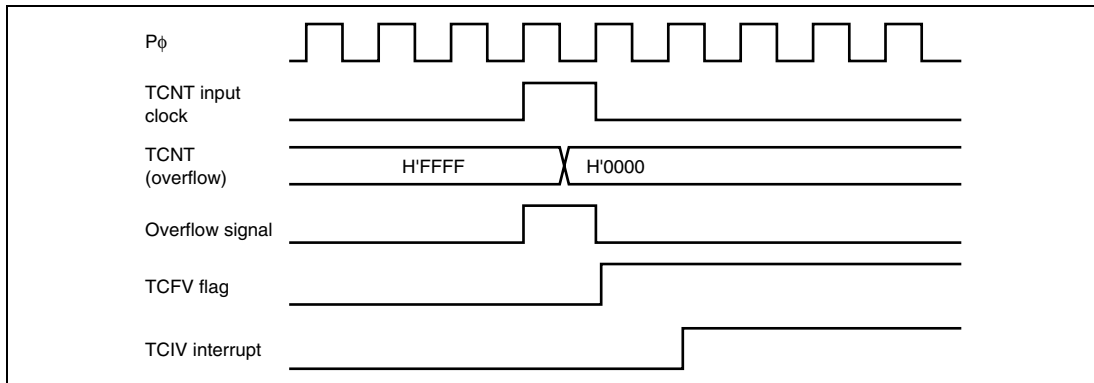 Pϕ
TCNT input
clock
TCNT
(overflow)
H'FFFF
H'0000
Overflow signal
TCFV flag
TCIV interrupt